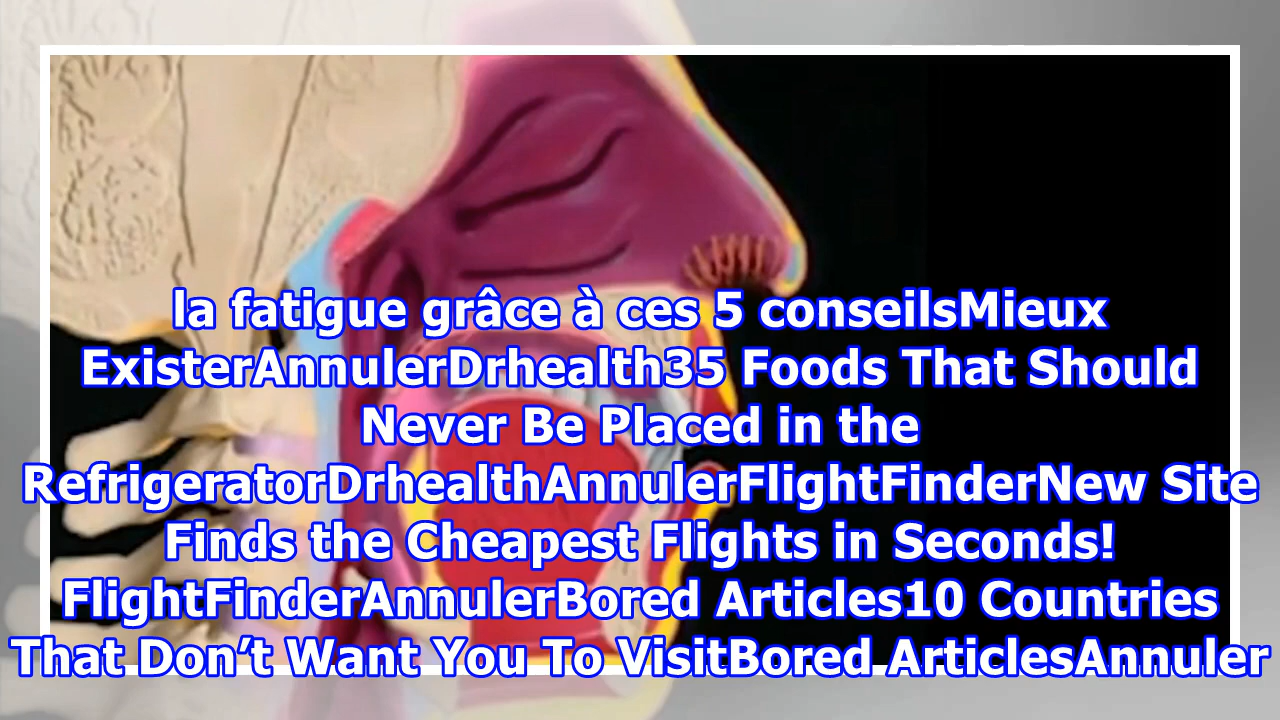 la fatigue grâce à ces 5 conseilsMieux
ExisterAnnulerDrhealth35 Foods That Should
Never Be Placed in the
RefrigeratorDrhealthAnnulerFlightFinderNew Site
Finds the Cheapest Flights in Seconds!
FlightFinderAnnulerBored Articles10 Countries
That Don’t Want You To VisitBored ArticlesAnnuler